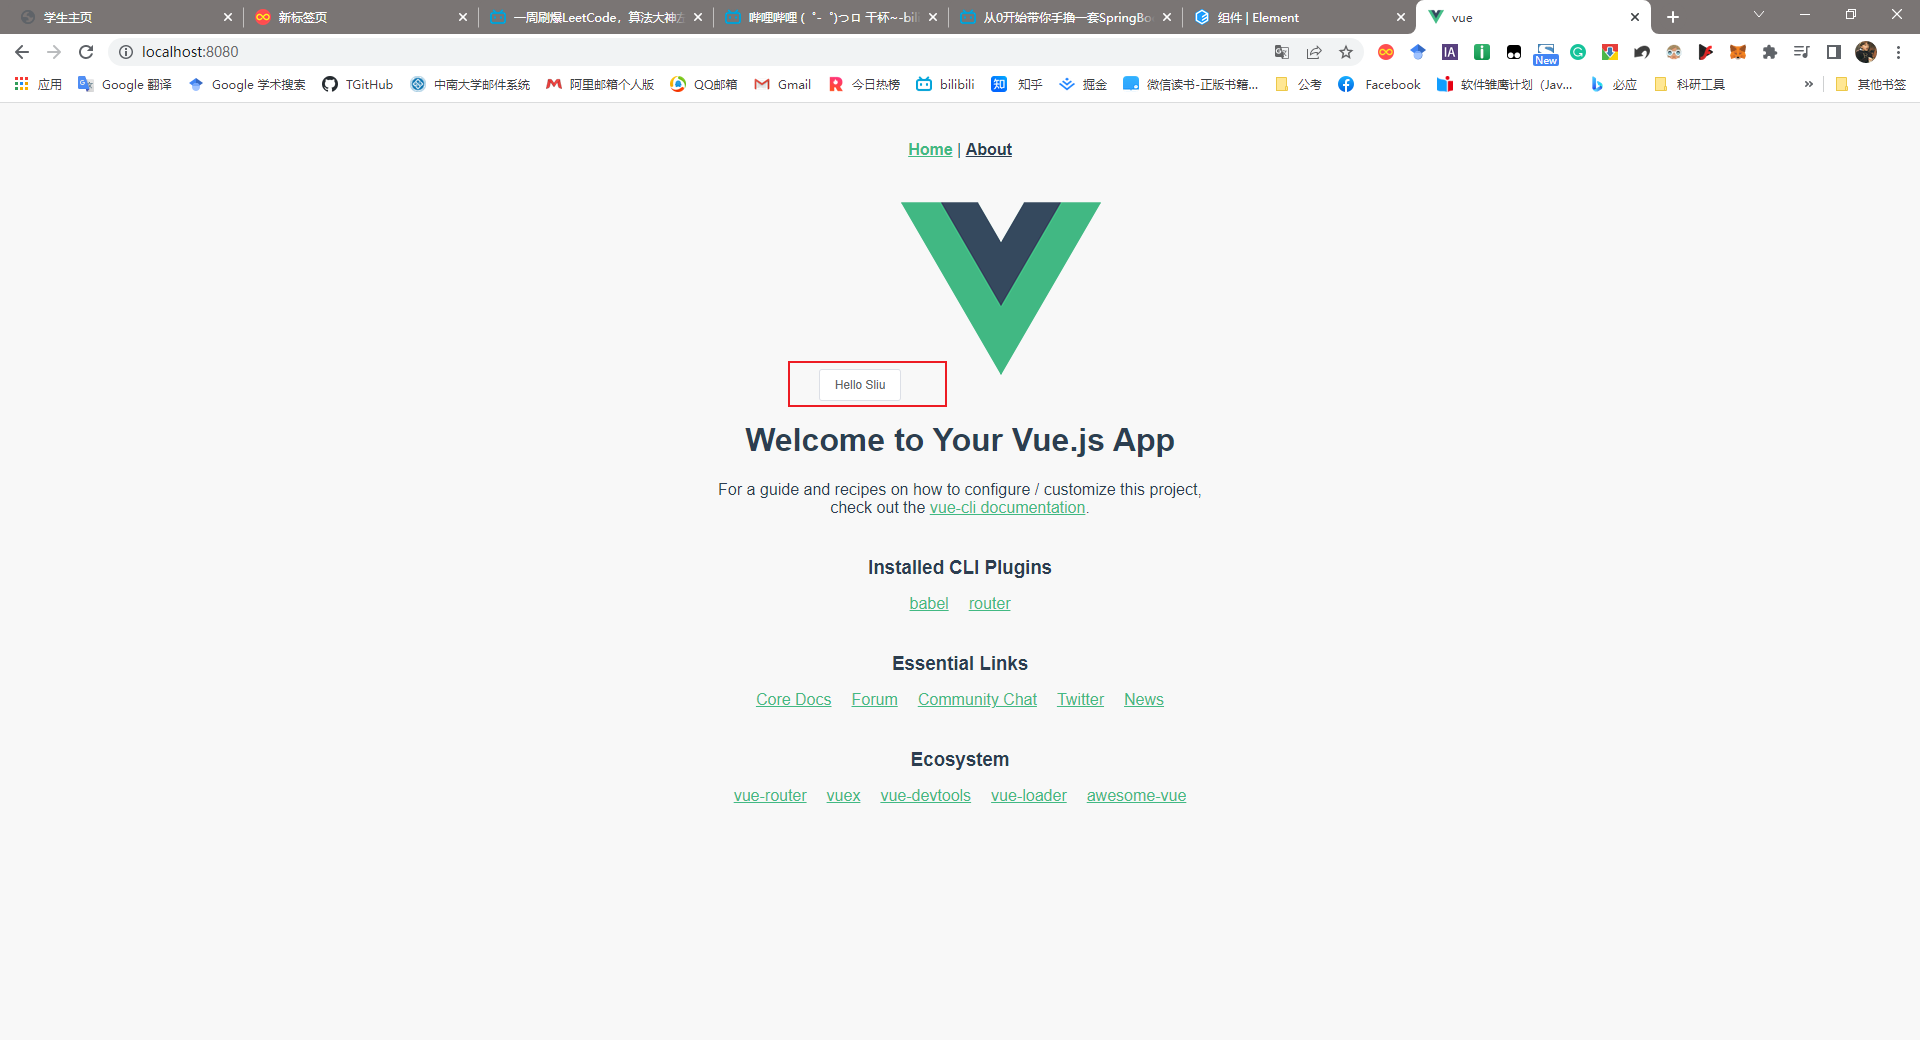 学生主页
新标签页
一周刷爆LeetCode，算法大神左
哔哩哔哩 ( ゜- ゜)つロ 干杯~-bili
从0开始带你手撸一套SpringBo
组件 | Element
vue
localhost:8080
IA
New
应用
Google 翻译
Google 学术搜索
TGitHub
中南大学邮件系统
阿里邮箱个人版
QQ邮箱
Gmail
今日热榜
bilibili
知
知乎
掘金
微信读书-正版书籍...
公考
Facebook
软件雏鹰计划（Jav...
必应
科研工具
»
其他书签
Home | About
Hello Sliu
Welcome to Your Vue.js App
For a guide and recipes on how to configure / customize this project,
check out the vue-cli documentation.
Installed CLI Plugins
babel router
Essential Links
Core Docs Forum Community Chat Twitter News
Ecosystem
vue-router vuex vue-devtools vue-loader awesome-vue